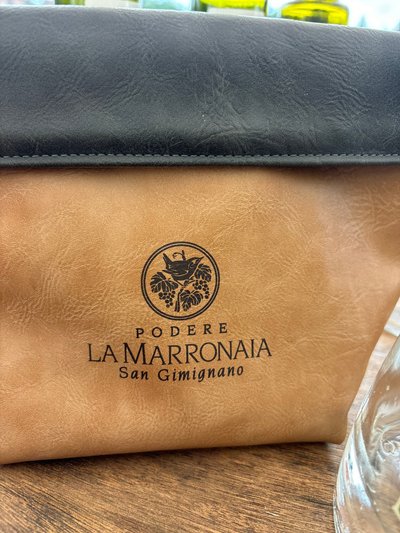 PODERE
LA MARRONAIA
San Gimignano